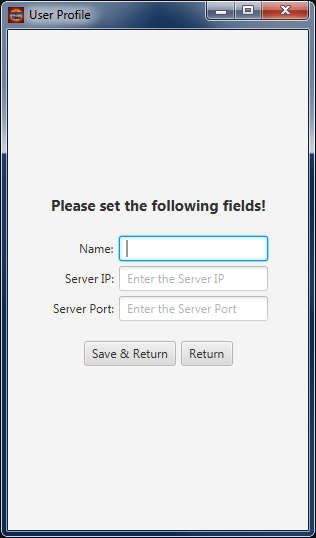 User Profile
Please set the following fields!
Name:
Server IP: Enter the Server IP
Server Port: Enter the Server Port
Save & Return Return